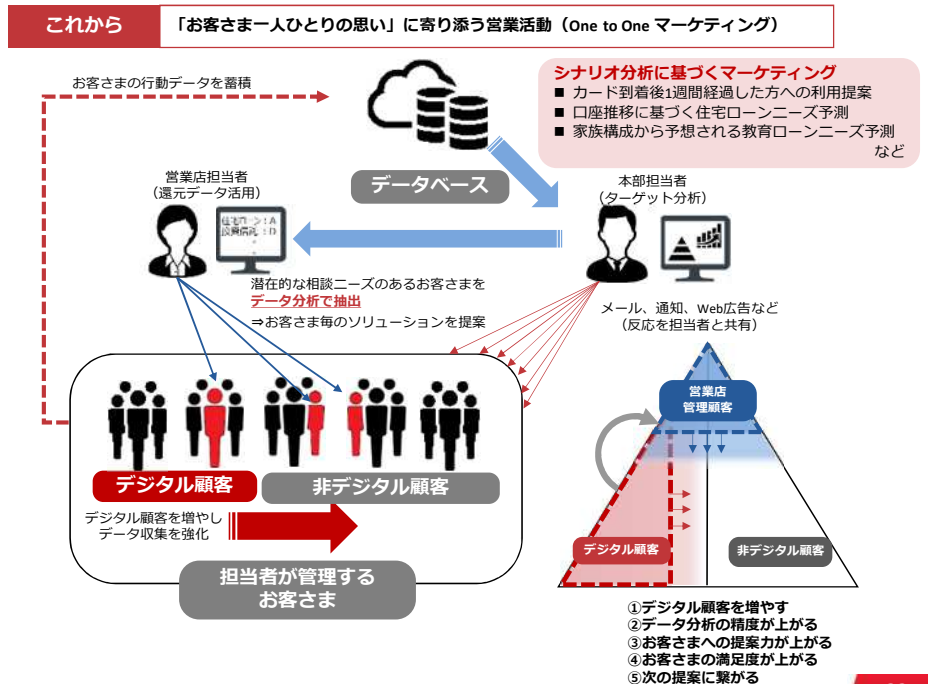 これから
「お客さま一人ひとりの思い」に寄り添う営業活動（One to One マーケティング）
お客さまの行動データを蓄積
シナリオ分析に基づくマーケティング
■ カード到着後1週間経過した方への利用提案
■ 口座推移に基づく住宅ローンニーズ予測
■ 家族構成から予想される教育ローンニーズ予測
など
データベース
営業店担当者
（還元データ活用）
住宅ローン：A
投資信託：D
本部担当者
（ターゲット分析）
潜在的な相談ニーズのあるお客さまを
データ分析で抽出
⇒お客さま毎のソリューションを提案
メール、通知、Web広告など
（反応を担当者と共有）
デジタル顧客
非デジタル顧客
デジタル顧客を増やし
データ収集を強化
担当者が管理する
お客さま
営業店
管理顧客
デジタル顧客
非デジタル顧客
①デジタル顧客を増やす
②データ分析の精度が上がる
③お客さまへの提案力が上がる
④お客さまの満足度が上がる
⑤次の提案に繋がる